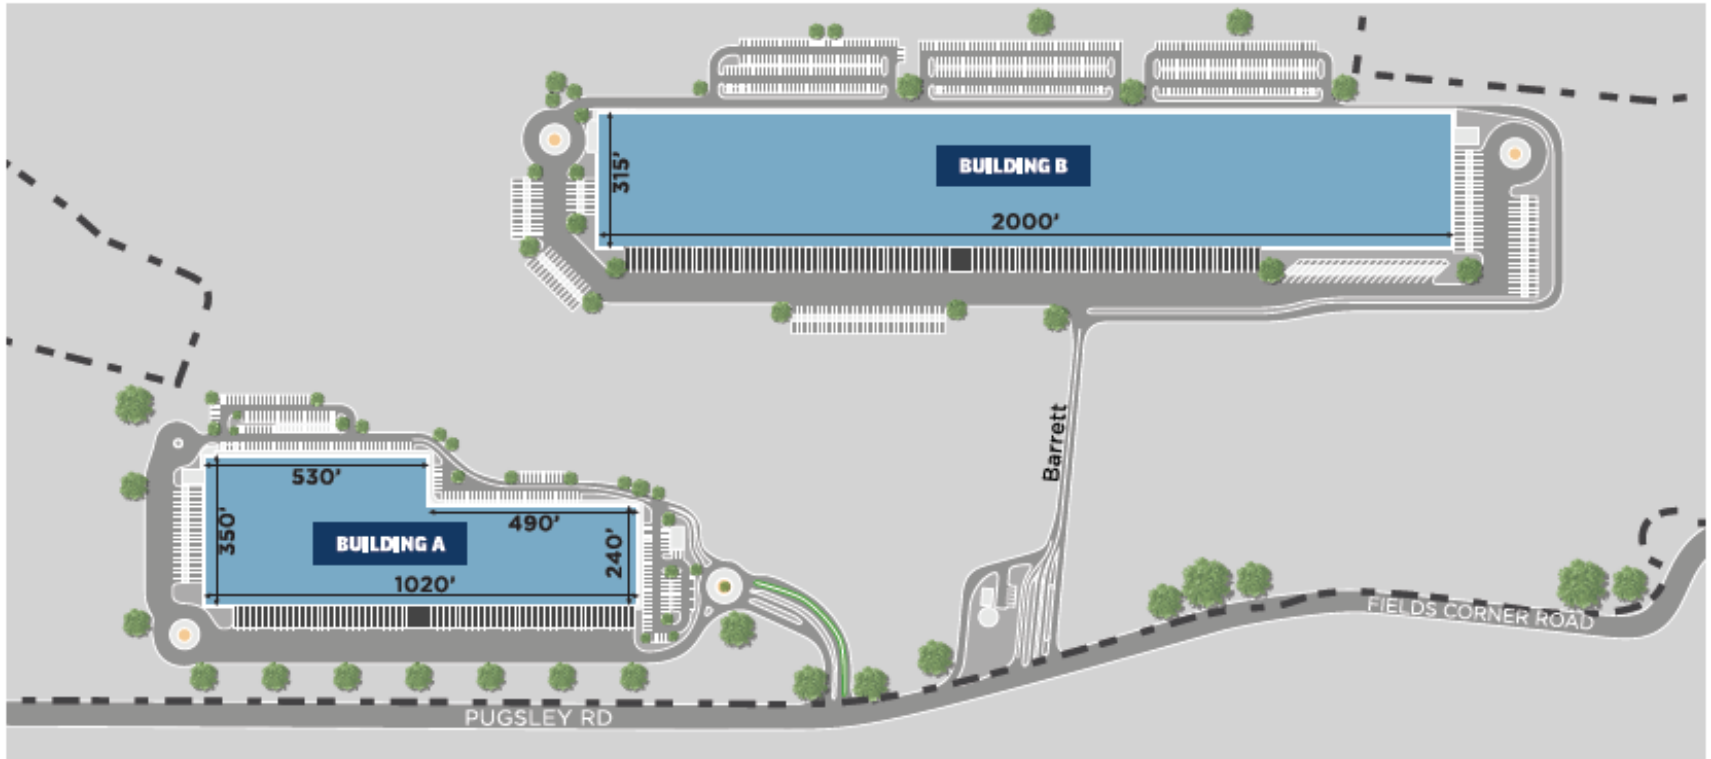 BUILDING B
315'
2000'
Barrett
530'
490'
350'
BUILDING A
240'
1020'
FIELDS CORNER ROAD
PUGSLEY RD